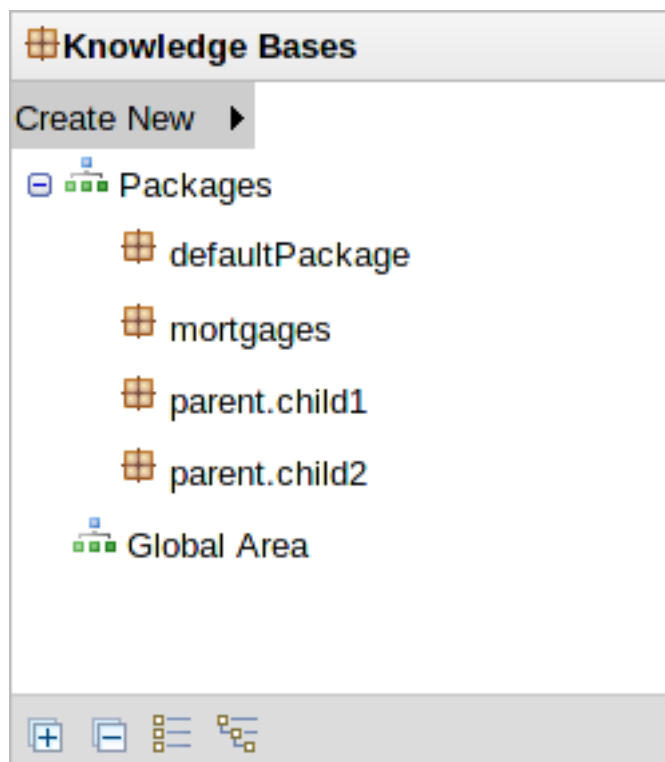 Knowledge Bases
Create New
Packages
defaultPackage
mortgages
parent.child1
parent.child2
Global Area